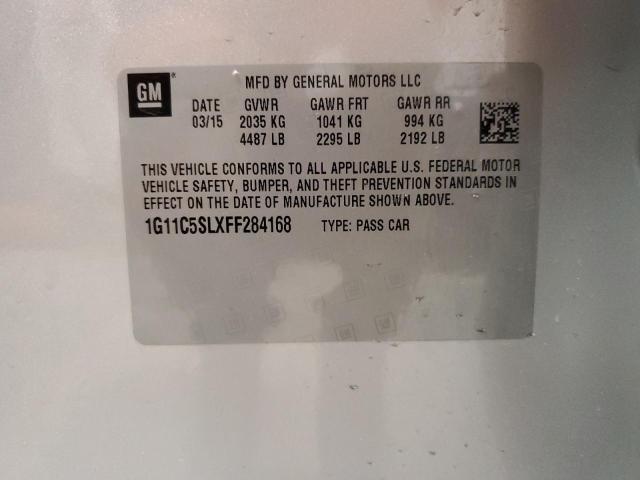 GM
MFD BY GENERAL MOTORS LLC
DATE GVWR GAWR FRT GAWR RR
03/15 2035 KG 1041 KG 994 KG
4487 LB 2295 LB 2192 LB
THIS VEHICLE CONFORMS TO ALL APPLICABLE U.S. FEDERAL MOTOR
VEHICLE SAFETY, BUMPER, AND THEFT PREVENTION STANDARDS IN
EFFECT ON THE DATE OF MANUFACTURE SHOWN ABOVE.
1G11C5SLXFF284168 TYPE: PASS CAR